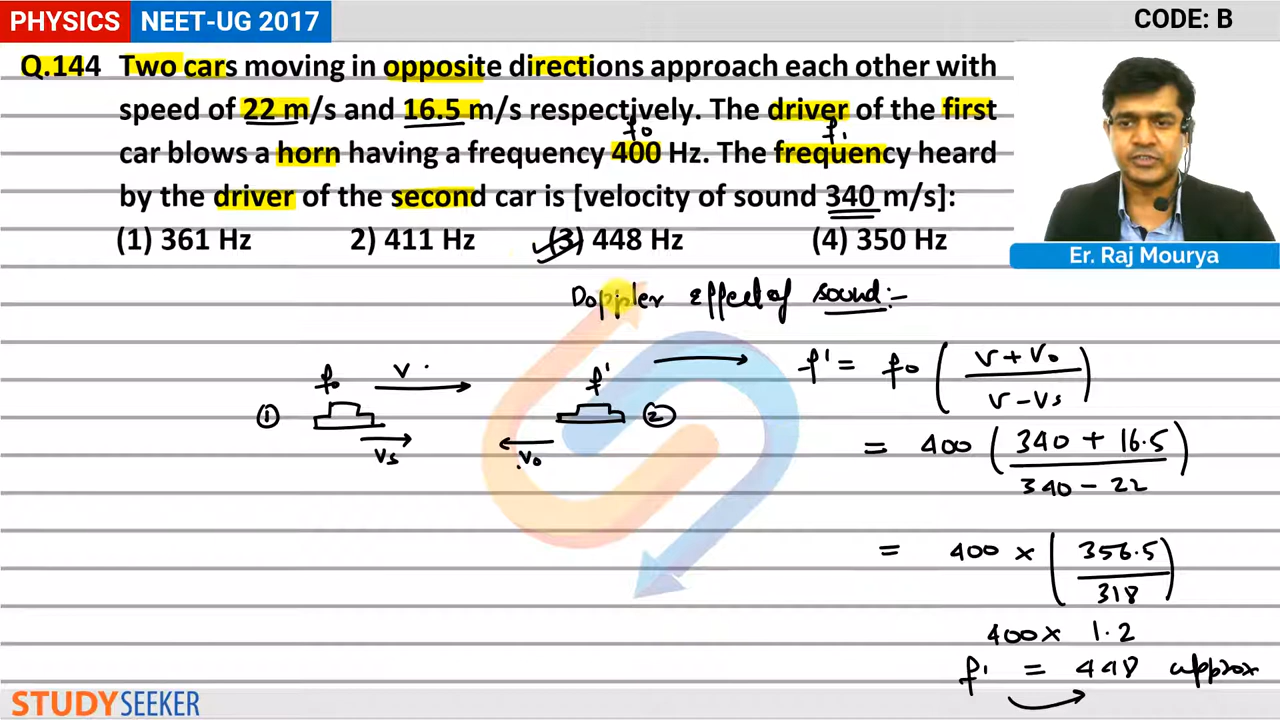 PHYSICS NEET-UG 2017
CODE: B
Q.144 Two cars moving in opposite directions approach each other with
speed of 22 m/s and 16.5 m/s respectively. The driver of the first
f₀ f'
car blows a horn having a frequency 400 Hz. The frequency heard
by the driver of the second car is [velocity of sound 340 m/s]:
(1) 361 Hz 2) 411 Hz (3) 448 Hz (4) 350 Hz
Er. Raj Mourya
Doppler effect of sound:-
f₀ V f' f' = f₀ ( V + V₀ / V - Vs )
1 2
Vs V₀
= 400 ( 340 + 16.5 / 340 - 22 )
= 400 × ( 356.5 / 318 )
400 × 1.2
f' = 448 approx
STUDY SEEKER